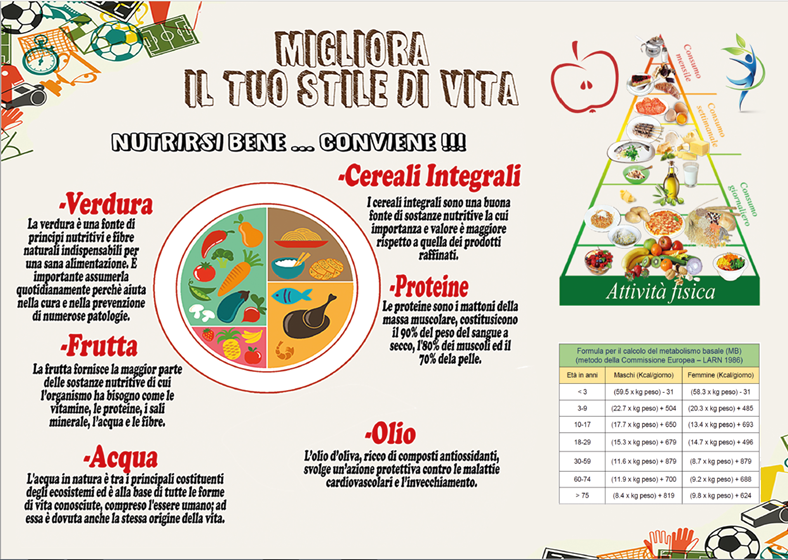 MIGLIORA
IL TUO STILE DI VITA
NUTRIRSI BENE ... CONVIENE !!!
-Verdura
La verdura è una fonte di
principi nutritivi e fibre
naturali indispensabili per
una sana alimentazione. E
importante assumerla
quotidianamente perchè aiuta
nella cura e nella prevenzione
di numerose patologie.
-Frutta
La frutta fornisce la maggior parte
delle sostanze nutritive di cui
l'organismo ha bisogno come le
vitamine, le proteine, i sali
minerale, l'acqua e le fibre.
-Acqua
L'acqua in natura è tra i principali costituenti
degli ecosistemi ed è alla base di tutte le forme
di vita conosciute, compreso l'essere umano; ad
essa è dovuta anche la stessa origine della vita.
-Cereali Integrali
I cereali integrali sono una buona
fonte di sostanze nutritive la cui
importanza e valore è maggiore
rispetto a quella dei prodotti
raffinati.
-Proteine
Le proteine sono i mattoni della
massa muscolare, costitusicono
il 90% del peso del sangue a
secco, l'80% dei muscoli ed il
70% dela pelle.
-Olio
L'olio d'oliva, ricco di composti antiossidanti,
svolge un'azione protettiva contro le malattie
cardiovascolari e l'invecchiamento.
Consumo
mensile
Consumo
settimanale
Consumo
giornaliero
Attività fisica
Formula per il calcolo del metabolismo basale (MB)
(metodo della Commissione Europea – LARN 1986)
Età in anni Maschi (Kcal/giorno) Femmine (Kcal/giorno)
< 3 (59.5 x kg peso) - 31 (58.3 x kg peso) - 31
3-9 (22.7 x kg peso) + 504 (20.3 x kg peso) + 485
10-17 (17.7 x kg peso) + 650 (13.4 x kg peso) + 693
18-29 (15.3 x kg peso) + 679 (14.7 x kg peso) + 496
30-59 (11.6 x kg peso) + 879 (8.7 x kg peso) + 879
60-74 (11.9 x kg peso) + 700 (9.2 x kg peso) + 688
> 75 (8.4 x kg peso) + 819 (9.8 x kg peso) + 624